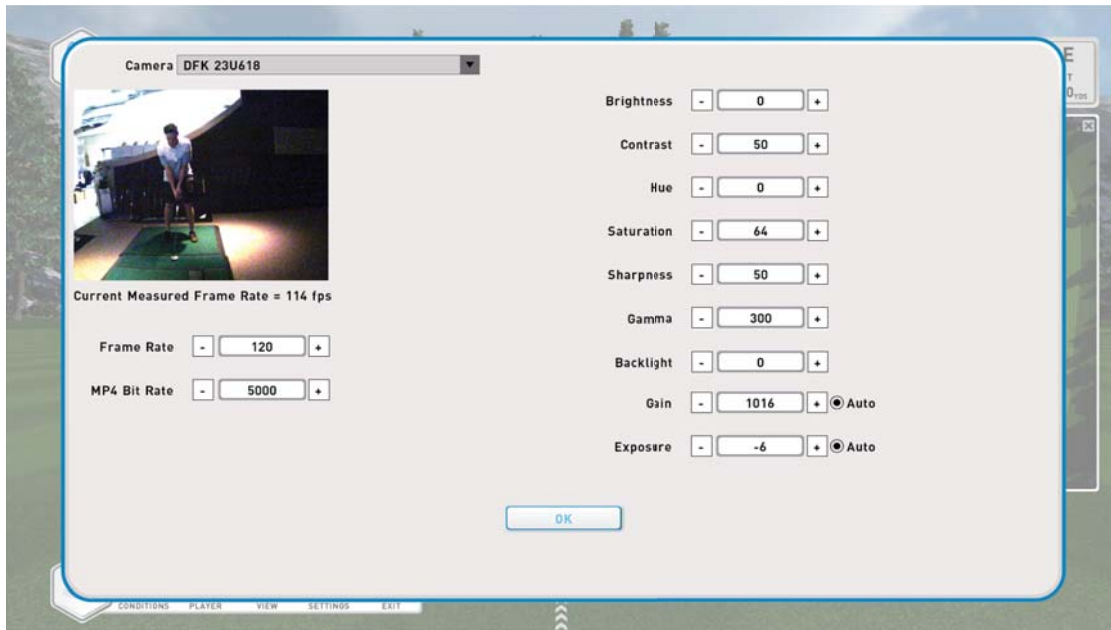 Camera DFK 23U618
Current Measured Frame Rate = 114 fps
Frame Rate - 120 +
MP4 Bit Rate - 5000 +
Brightness - 0 +
Contrast - 50 +
Hue - 0 +
Saturation - 64 +
Sharpness - 50 +
Gamma - 300 +
Backlight - 0 +
Gain - 1016 + Auto
Exposure - -6 + Auto
OK
E
T
0 YDS
CONDITIONS PLAYER VIEW SETTINGS EXIT